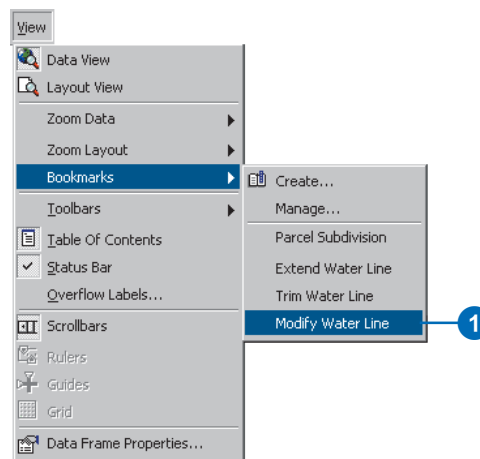 View
Data View
Layout View
Zoom Data
Zoom Layout
Bookmarks
Toolbars
Table Of Contents
Status Bar
Overflow Labels...
Scrollbars
Rulers
Guides
Grid
Data Frame Properties...
Create...
Manage...
Parcel Subdivision
Extend Water Line
Trim Water Line
Modify Water Line
1